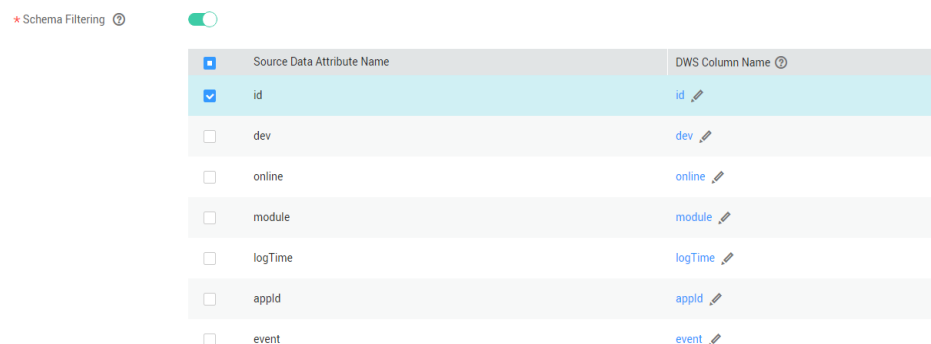 * Schema Filtering ?
Source Data Attribute Name DWS Column Name ?
id id
dev dev
online online
module module
logTime logTime
appId appId
event event